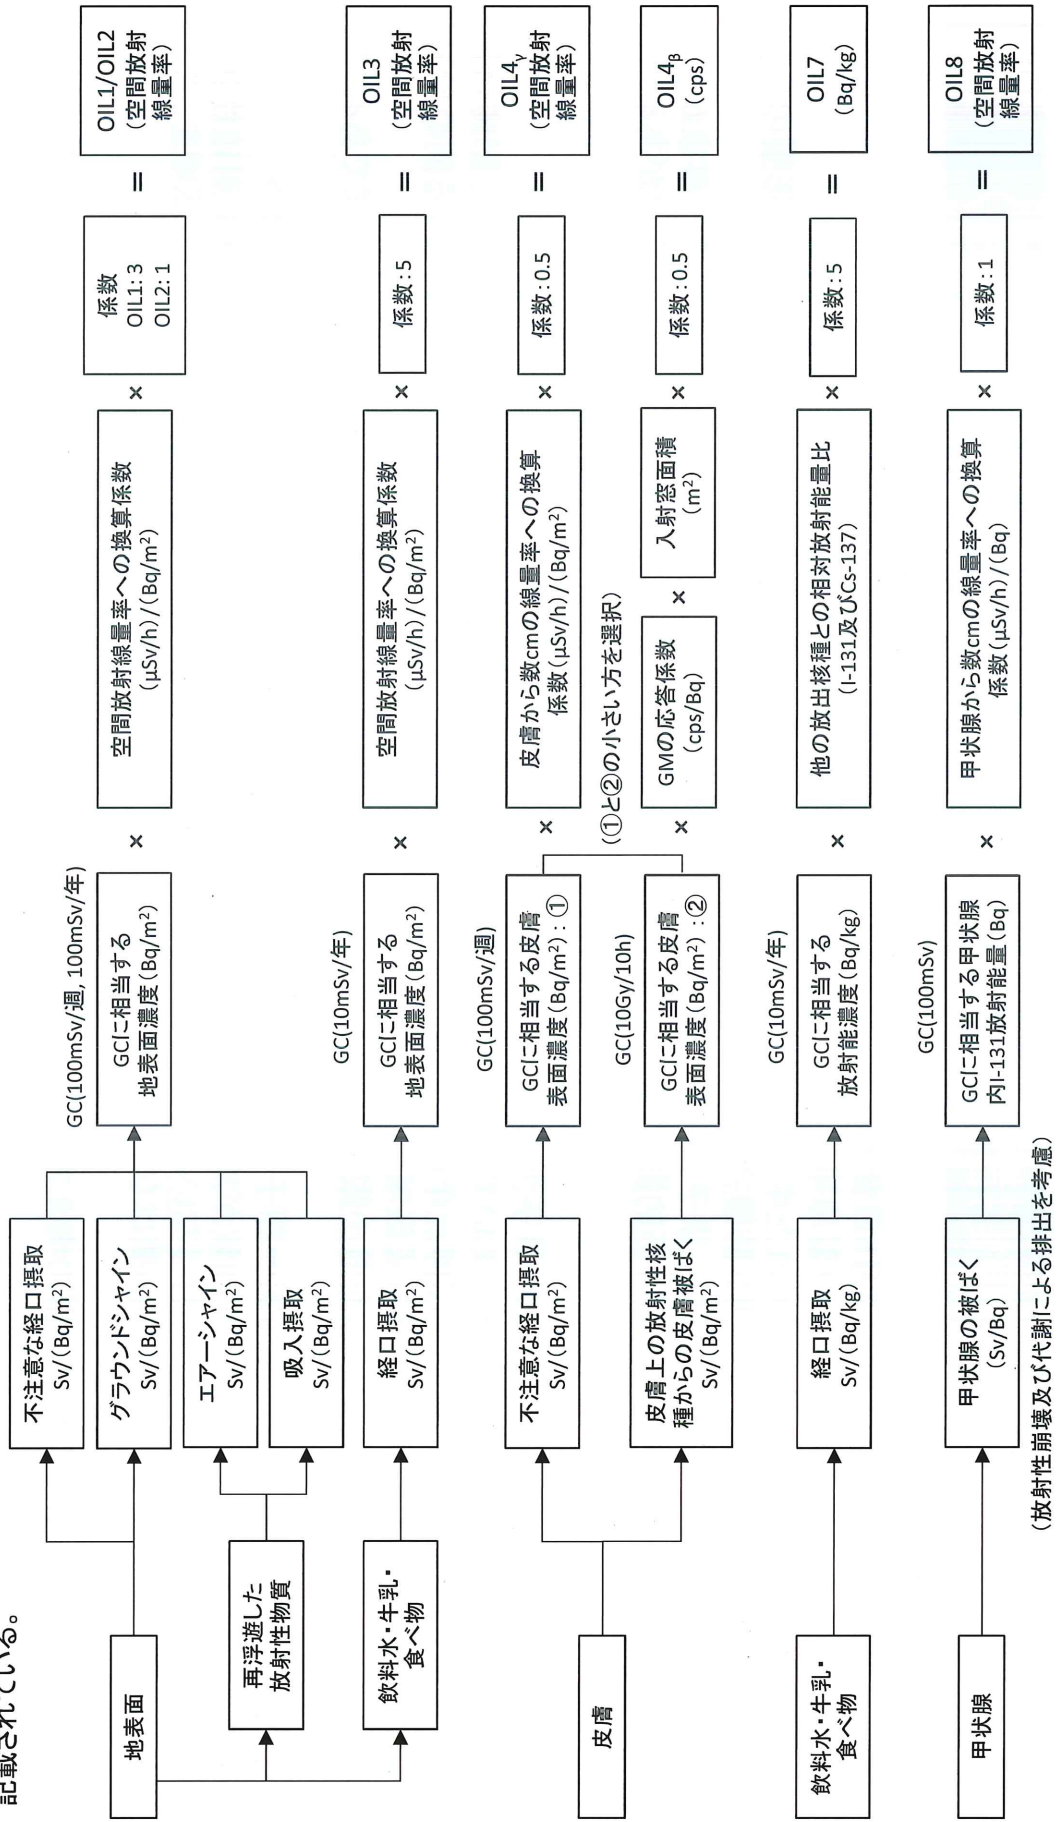 記載されている。
地表面
再浮遊した
放射性物質
飲料水・牛乳・
食べ物
不注意な経口摂取
Sv/(Bq/m²)
グラウンドシャイン
Sv/(Bq/m²)
エアーシャイン
Sv/(Bq/m²)
吸入摂取
Sv/(Bq/m²)
経口摂取
Sv/(Bq/m²)
GC(100mSv/週, 100mSv/年)
GCに相当する
地表面濃度(Bq/m²)
×
空間放射線量率への換算係数
(μSv/h)/(Bq/m²)
×
係数
OIL1: 3
OIL2: 1
=
OIL1/OIL2
(空間放射
線量率)
GC(10mSv/年)
GCに相当する
地表面濃度(Bq/m²)
×
空間放射線量率への換算係数
(μSv/h)/(Bq/m²)
×
係数: 5
=
OIL3
(空間放射
線量率)
皮膚
不注意な経口摂取
Sv/(Bq/m²)
GC(100mSv/週)
GCに相当する皮膚
表面濃度(Bq/m²): ①
×
皮膚から数cmの線量率への換算
係数(μSv/h)/(Bq/m²)
×
係数: 0.5
=
OIL4γ
(空間放射
線量率)
(①と②の小さい方を選択)
皮膚上の放射性核
種からの皮膚被ばく
Sv/(Bq/m²)
GC(10Gy/10h)
GCに相当する皮膚
表面濃度(Bq/m²): ②
×
GMの応答係数
(cps/Bq)
×
入射窓面積
(m²)
×
係数: 0.5
=
OIL4β
(cps)
飲料水・牛乳・
食べ物
経口摂取
Sv/(Bq/kg)
GC(10mSv/年)
GCに相当する
放射能濃度(Bq/kg)
×
他の放出核種との相対放射能量比
(I-131及びCs-137)
×
係数: 5
=
OIL7
(Bq/kg)
甲状腺
甲状腺の被ばく
(Sv/Bq)
GC(100mSv)
GCに相当する甲状腺
内I-131放射能量(Bq)
×
甲状腺から数cmの線量率への換算
係数(μSv/h)/(Bq)
×
係数: 1
=
OIL8
(空間放射
線量率)
(放射性崩壊及び代謝による排出を考慮)